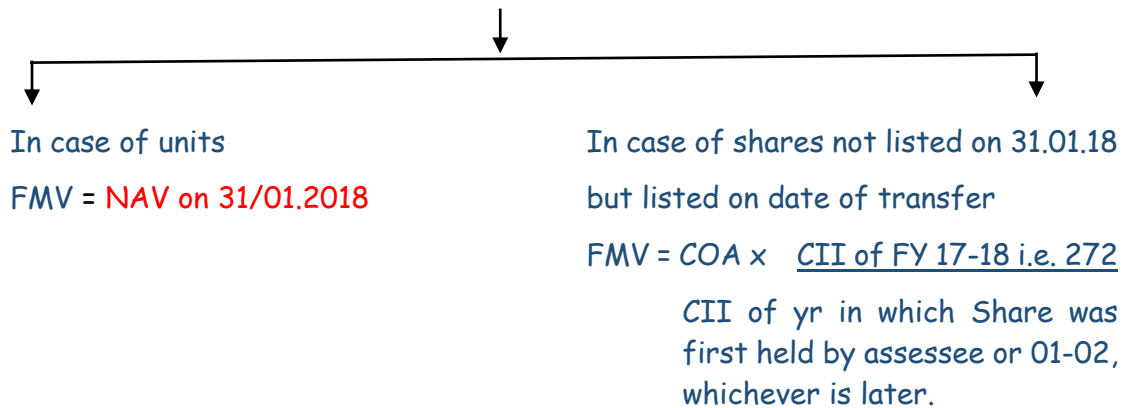 In case of units
FMV = NAV on 31/01.2018
In case of shares not listed on 31.01.18
but listed on date of transfer
FMV = COA x CII of FY 17-18 i.e. 272
CII of yr in which Share was
first held by assessee or 01-02,
whichever is later.